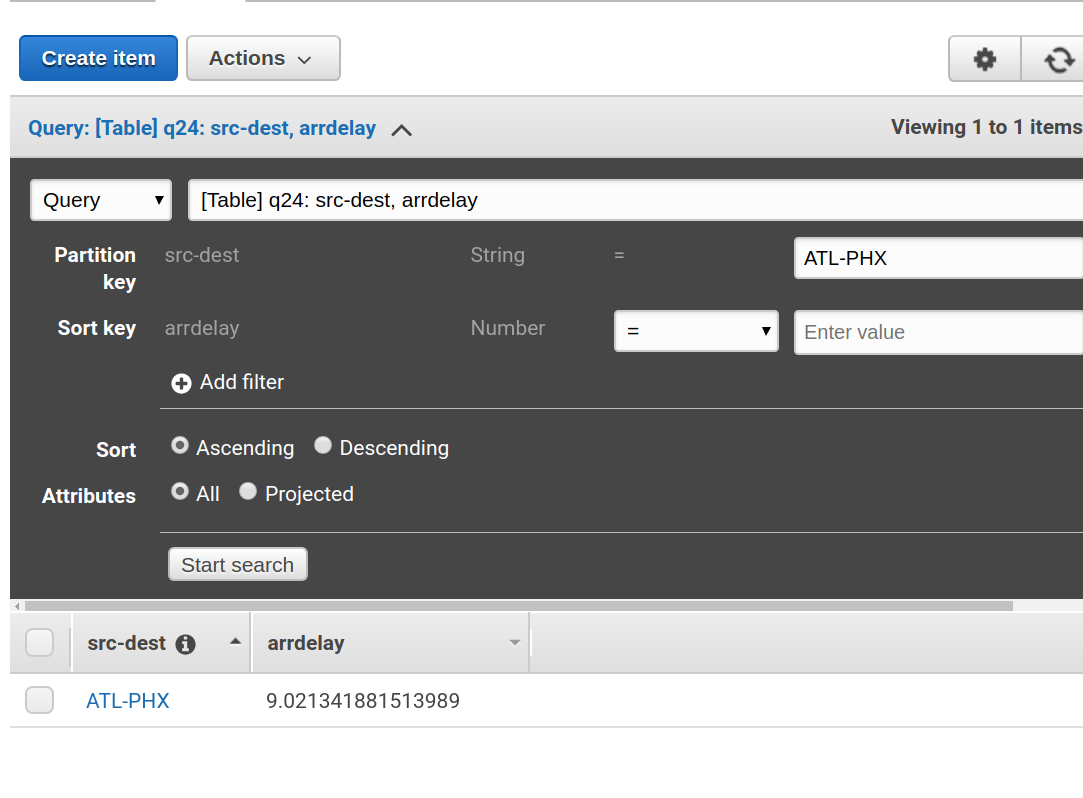 Create item Actions
Query: [Table] q24: src-dest, arrdelay Viewing 1 to 1 items
Query [Table] q24: src-dest, arrdelay
Partition key src-dest String = ATL-PHX
Sort key arrdelay Number = Enter value
Add filter
Sort Ascending Descending
Attributes All Projected
Start search
src-dest arrdelay
ATL-PHX 9.021341881513989